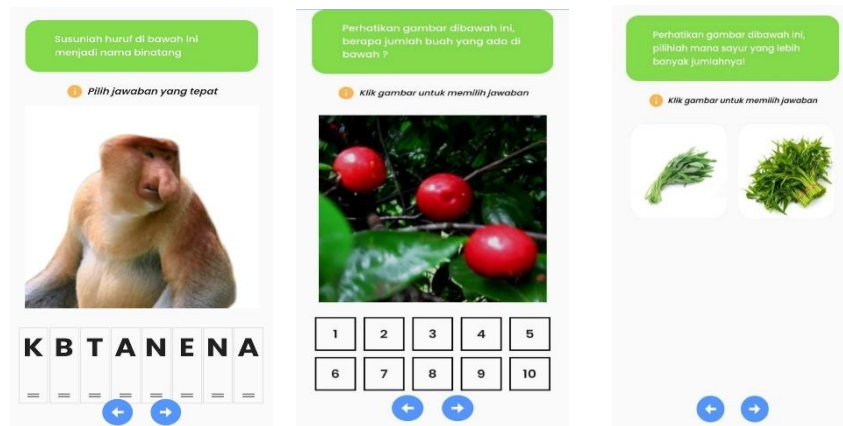 Susunlah huruf di bawah ini
menjadi nama binatang
Pilih jawaban yang tepat
K B T A N E N A
Perhatikan gambar dibawah ini,
berapa jumlah buah yang ada di
bawah ?
Klik gambar untuk memilih jawaban
1 2 3 4 5
6 7 8 9 10
Perhatikan gambar dibawah ini,
pilihlah mana sayur yang lebih
banyak jumlahnya!
Klik gambar untuk memilih jawaban